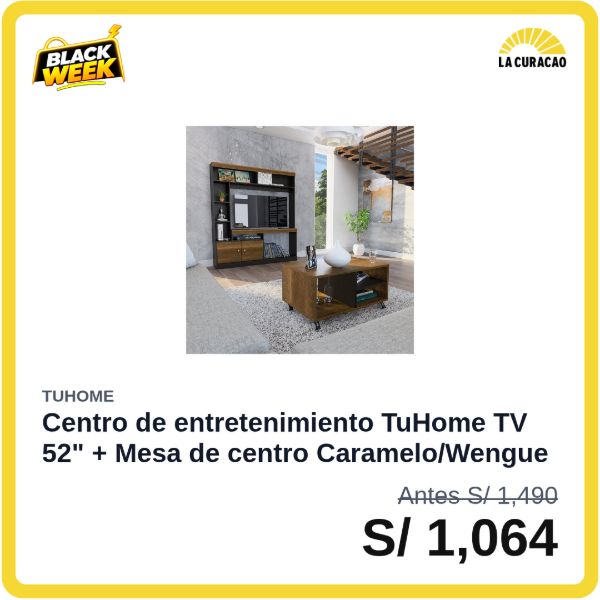 BLACK
WEEK
LA CURACAO
TUHOME
Centro de entretenimiento TuHome TV
52" + Mesa de centro Caramelo/Wengue
Antes S/ 1,490
S/ 1,064